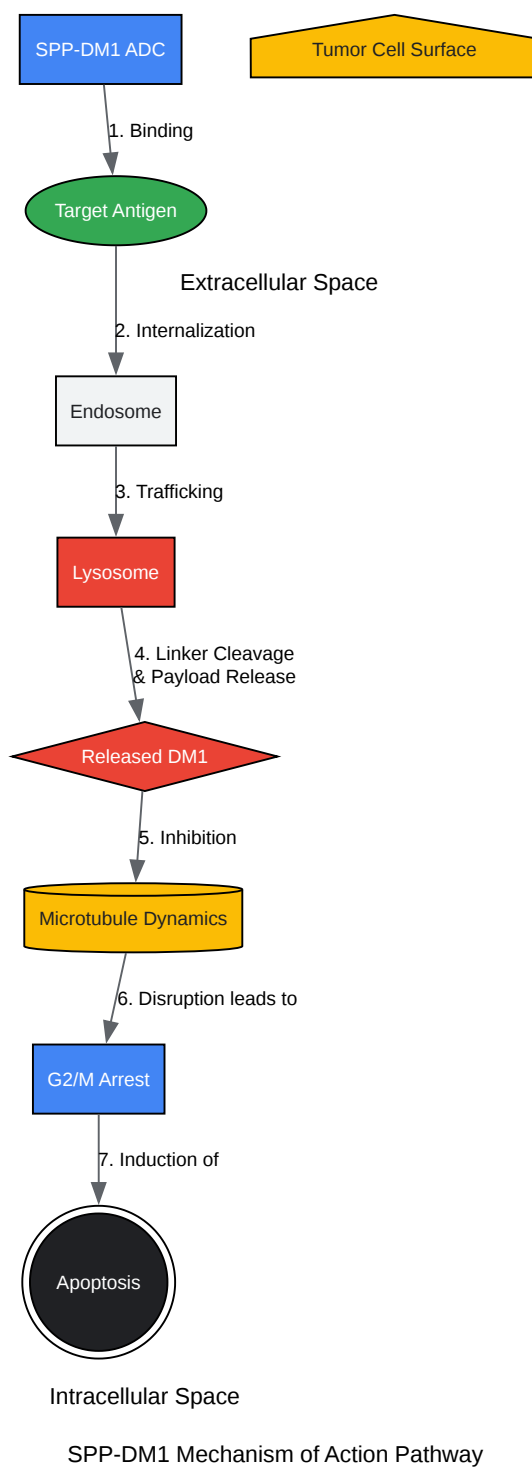 SPP-DM1 ADC
Tumor Cell Surface
1. Binding
Target Antigen
Extracellular Space
2. Internalization
Endosome
3. Trafficking
Lysosome
4. Linker Cleavage
& Payload Release
Released DM1
5. Inhibition
Microtubule Dynamics
6. Disruption leads to
G2/M Arrest
7. Induction of
Apoptosis
Intracellular Space
SPP-DM1 Mechanism of Action Pathway